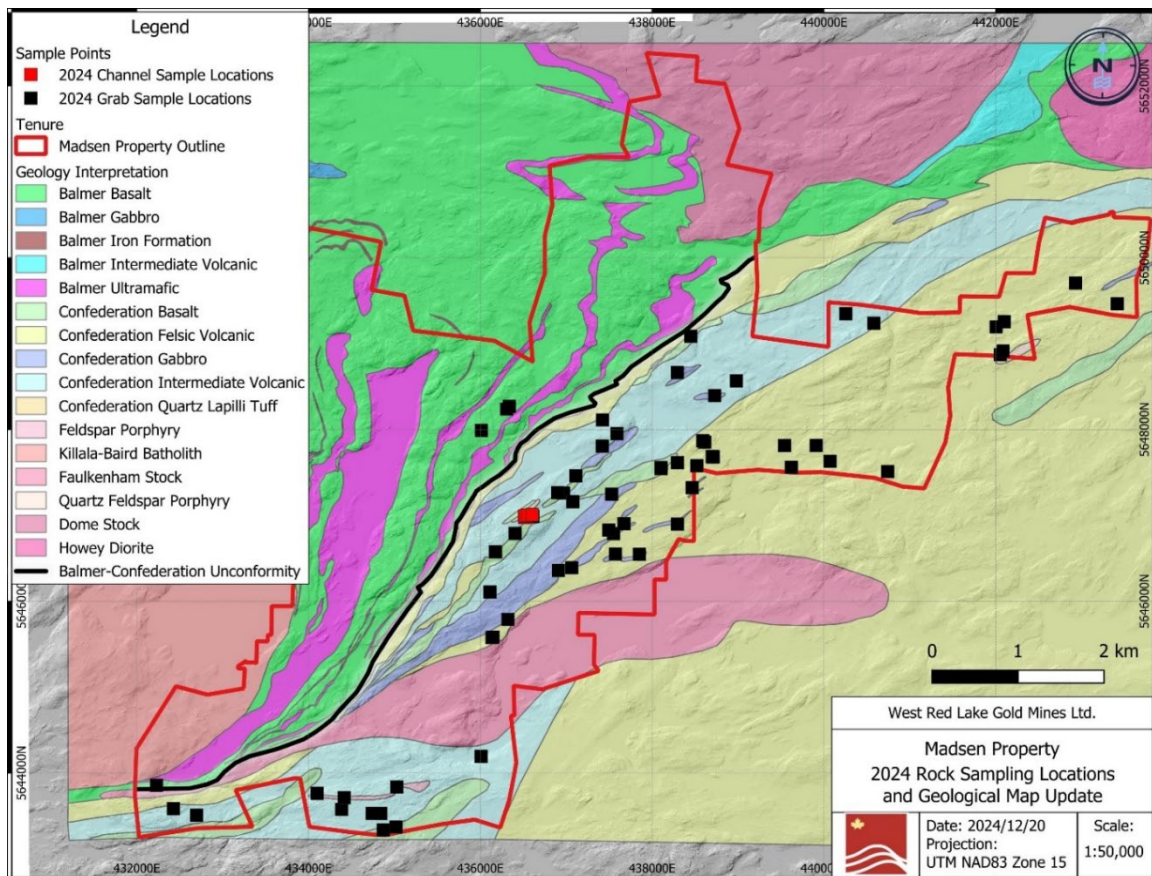 Legend
Sample Points
2024 Channel Sample Locations
2024 Grab Sample Locations
Tenure
Madsen Property Outline
Geology Interpretation
Balmer Basalt
Balmer Gabbro
Balmer Iron Formation
Balmer Intermediate Volcanic
Balmer Ultramafic
Confederation Basalt
Confederation Felsic Volcanic
Confederation Gabbro
Confederation Intermediate Volcanic
Confederation Quartz Lapilli Tuff
Feldspar Porphyry
Killala-Baird Batholith
Faulkenham Stock
Quartz Feldspar Porphyry
Dome Stock
Howey Diorite
Balmer-Confederation Unconformity
436000E
438000E
440000E
442000E
N
5652000N
5650000N
5648000N
5646000N
5646000N
5644000N
0 1 2 km
West Red Lake Gold Mines Ltd.
Madsen Property
2024 Rock Sampling Locations
and Geological Map Update
Date: 2024/12/20
Projection:
UTM NAD83 Zone 15
Scale:
1:50,000
432000E
434000E
436000E
438000E